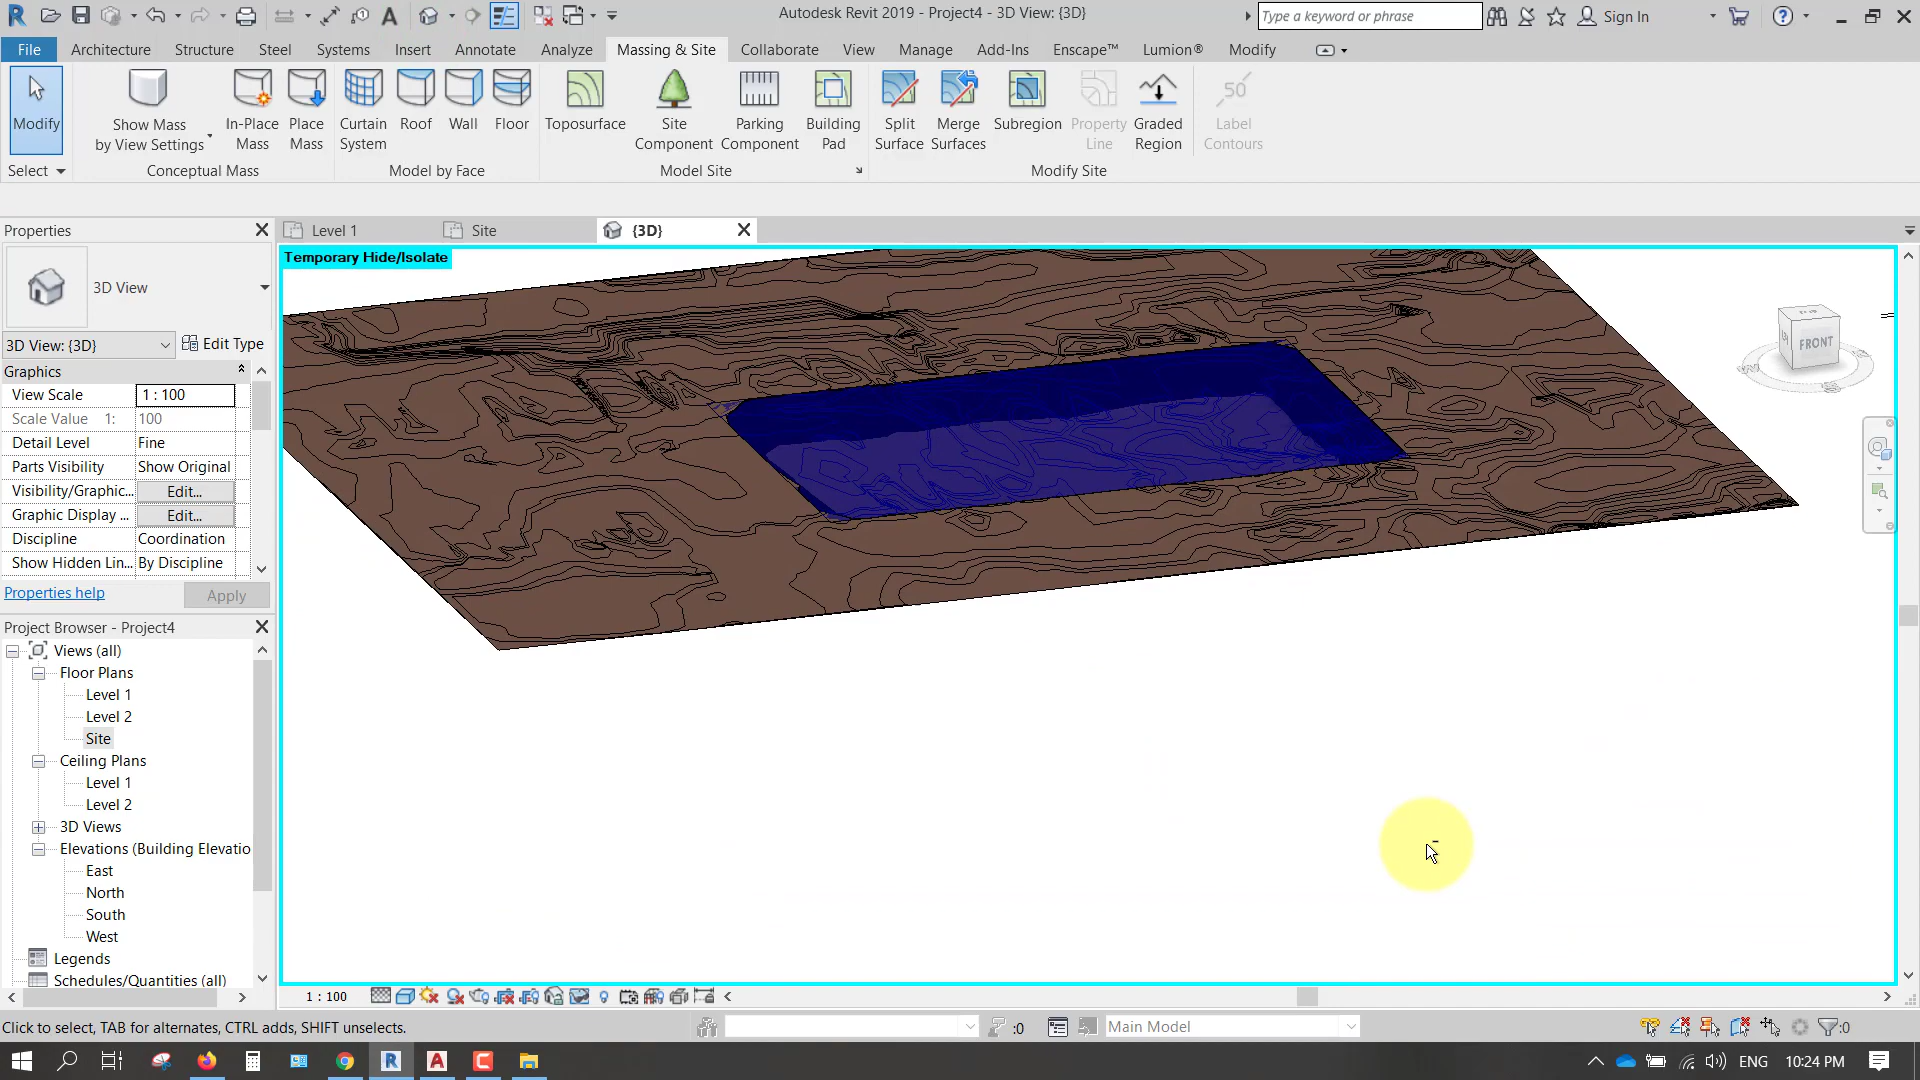 Autodesk Revit 2019 - Project4 - 3D View: {3D}
Type a keyword or phrase
Sign In
File
Architecture
Structure
Steel
Systems
Insert
Annotate
Analyze
Massing & Site
Collaborate
View
Manage
Add-Ins
Enscape™
Lumion®
Modify
Modify
Show Mass
by View Settings
In-Place
Mass
Place
Mass
Curtain
System
Roof
Wall
Floor
Toposurface
Site
Component
Parking
Component
Building
Pad
Split
Surface
Merge
Surfaces
Subregion
Property
Line
Graded
Region
50
Label
Contours
Select
Conceptual Mass
Model by Face
Model Site
Modify Site
Properties
Level 1
Site
{3D}
Temporary Hide/Isolate
3D View
3D View: {3D}
Edit Type
Graphics
View Scale
1 : 100
Scale Value 1:
100
Detail Level
Fine
Parts Visibility
Show Original
Visibility/Graphic...
Edit...
Graphic Display ...
Edit...
Discipline
Coordination
Show Hidden Lin...
By Discipline
Properties help
Apply
FRONT
Project Browser - Project4
Views (all)
Floor Plans
Level 1
Level 2
Site
Ceiling Plans
Level 1
Level 2
3D Views
Elevations (Building Elevatio
East
North
South
West
Legends
Schedules/Quantities (all)
1 : 100
Click to select, TAB for alternates, CTRL adds, SHIFT unselects.
:0
Main Model
:0
ENG
10:24 PM